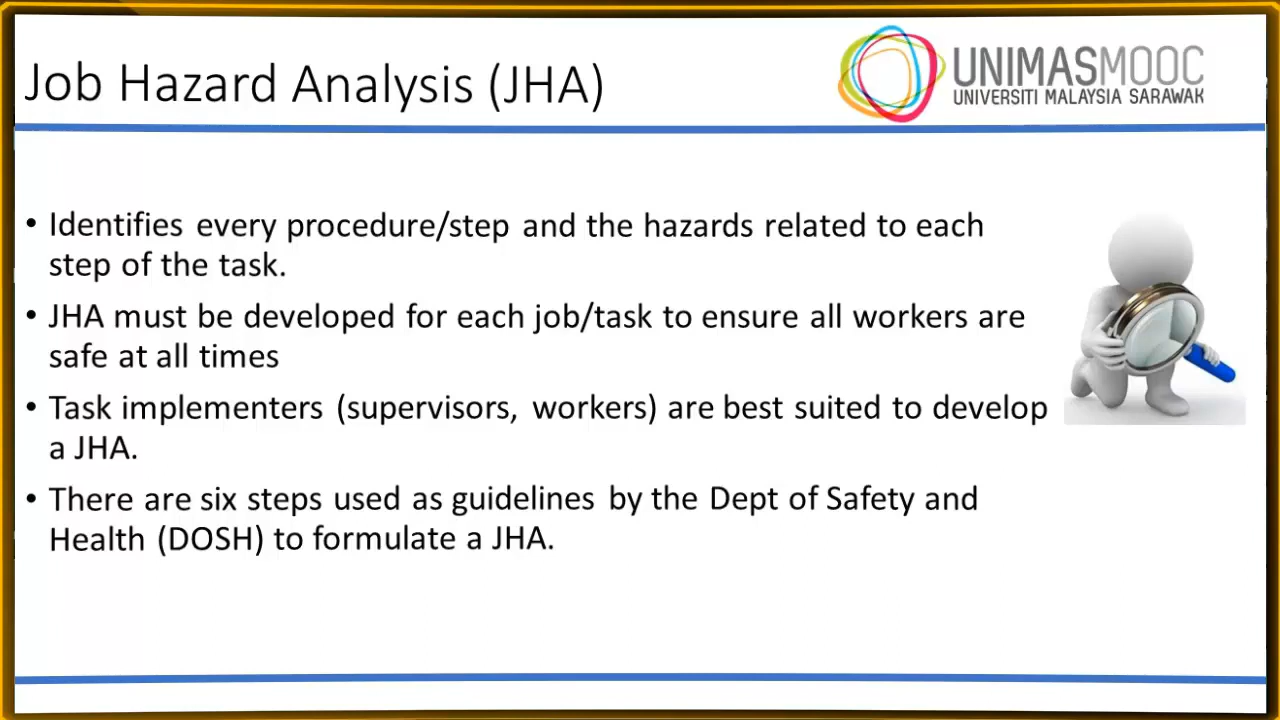 Job Hazard Analysis (JHA)
UNIMASMOOC
UNIVERSITI MALAYSIA SARAWAK
• Identifies every procedure/step and the hazards related to each
step of the task.
• JHA must be developed for each job/task to ensure all workers are
safe at all times
• Task implementers (supervisors, workers) are best suited to develop
a JHA.
• There are six steps used as guidelines by the Dept of Safety and
Health (DOSH) to formulate a JHA.